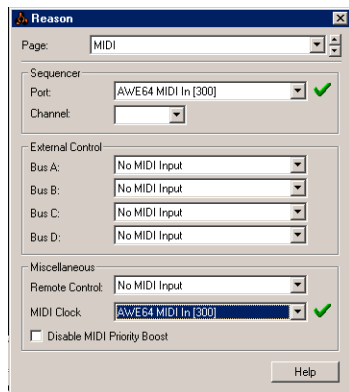 Reason
Page: MIDI
Sequencer
Port: AWE64 MIDI In [300]
Channel:
External Control
Bus A: No MIDI Input
Bus B: No MIDI Input
Bus C: No MIDI Input
Bus D: No MIDI Input
Miscellaneous
Remote Control: No MIDI Input
MIDI Clock AWE64 MIDI In [300]
Disable MIDI Priority Boost
Help